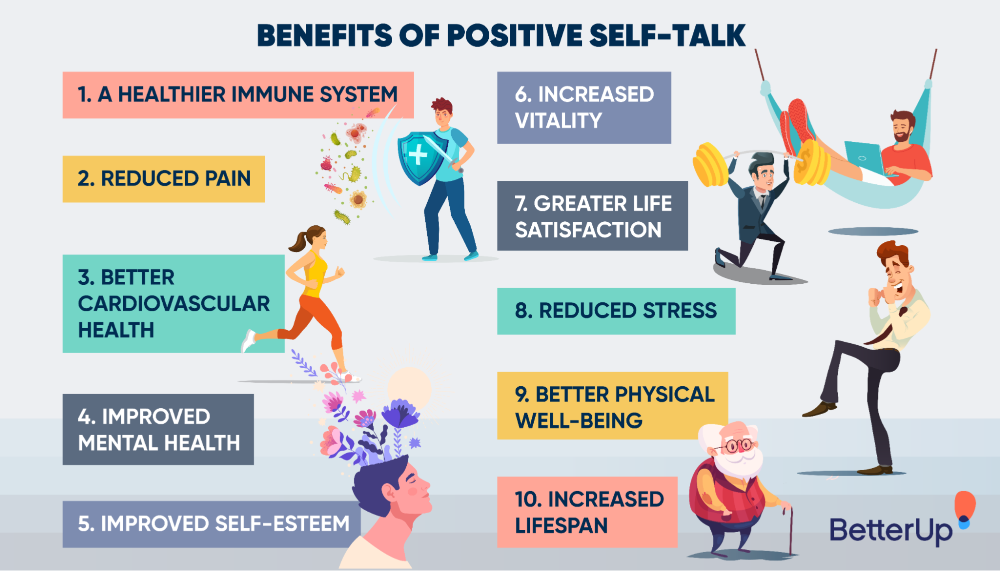 BENEFITS OF POSITIVE SELF-TALK
1. A HEALTHIER IMMUNE SYSTEM
2. REDUCED PAIN
3. BETTER
CARDIOVASCULAR
HEALTH
4. IMPROVED
MENTAL HEALTH
5. IMPROVED SELF-ESTEEM
6. INCREASED
VITALITY
7. GREATER LIFE
SATISFACTION
8. REDUCED STRESS
9. BETTER PHYSICAL
WELL-BEING
10. INCREASED
LIFESPAN
$
BetterUp